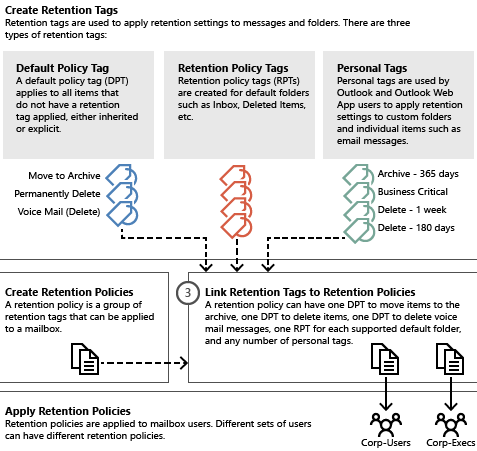 Create Retention Tags
Retention tags are used to apply retention settings to messages and folders. There are three
types of retention tags:
Default Policy Tag
A default policy tag (DPT)
applies to all items that
do not have a retention
tag applied, either inherited
or explicit.
Retention Policy Tags
Retention policy tags (RPTs)
are created for default folders
such as Inbox, Deleted Items,
etc.
Personal Tags
Personal tags are used by
Outlook and Outlook Web
App users to apply retention
settings to custom folders
and individual items such as
email messages.
Move to Archive
Permanently Delete
Voice Mail (Delete)
Archive - 365 days
Business Critical
Delete - 1 week
Delete - 180 days
Create Retention Policies
A retention policy is a group of
retention tags that can be applied
to a mailbox.
3
Link Retention Tags to Retention Policies
A retention policy can have one DPT to move items to the
archive, one DPT to delete items, one DPT to delete voice
mail messages, one RPT for each supported default folder,
and any number of personal tags.
Apply Retention Policies
Retention policies are applied to mailbox users. Different sets of users
can have different retention policies.
Corp-Users
Corp-Execs